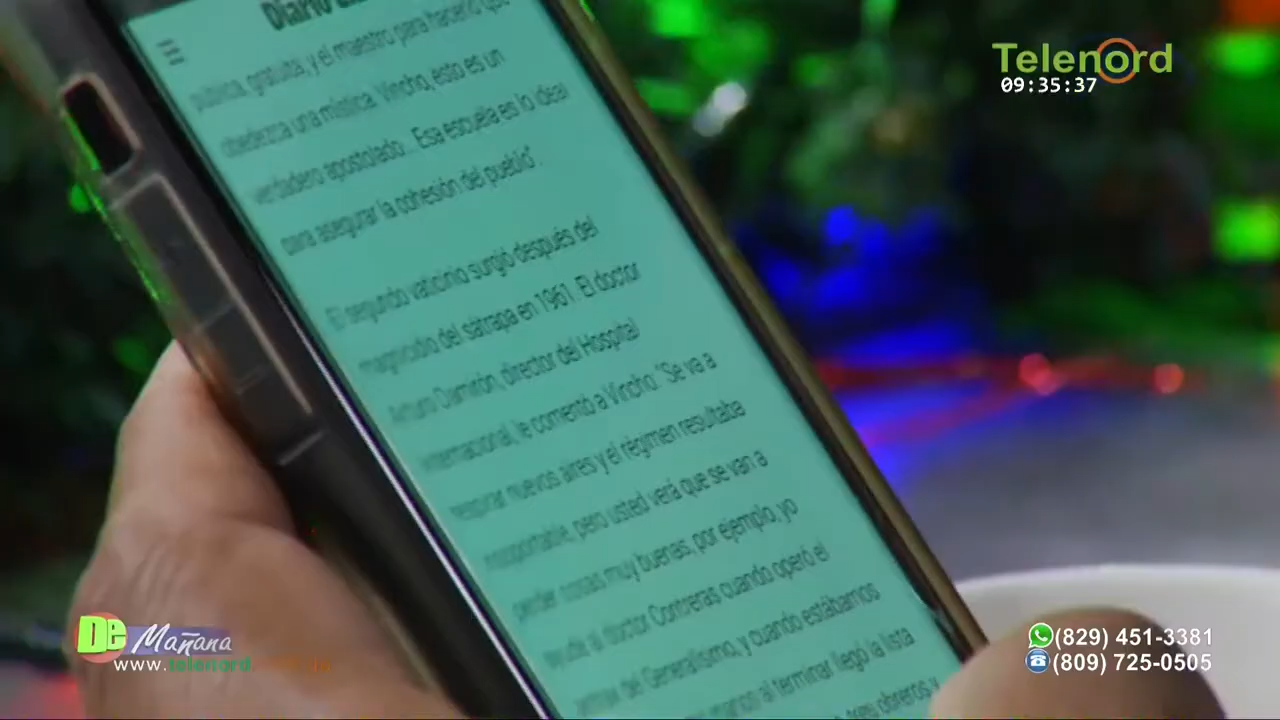 Diario
Telenord
09:35:37
pública, gratuita, y el maestro para hacerlo que
obedezca una mística. Vincho, esto es un
verdadero apostolado... Esa escuela es lo ideal
para asegurar la cohesión del pueblo".
El segundo vaticinio surgió después del
magnicidio del sátrapa en 1961. El doctor
Arturo Damirón, director del Hospital
Internacional, le comentó a Vincho: "Se va a
respirar nuevos aires y el régimen resultaba
insoportable, pero usted verá que se van a
perder cosas muy buenas, por ejemplo, yo
ayudé al doctor Contreras cuando operó el
del Generalísimo, y cuando estábamos
manos al terminar llegó la lista
tres obreros y
De Mañana
www.telenord
(829) 451-3381
(809) 725-0505